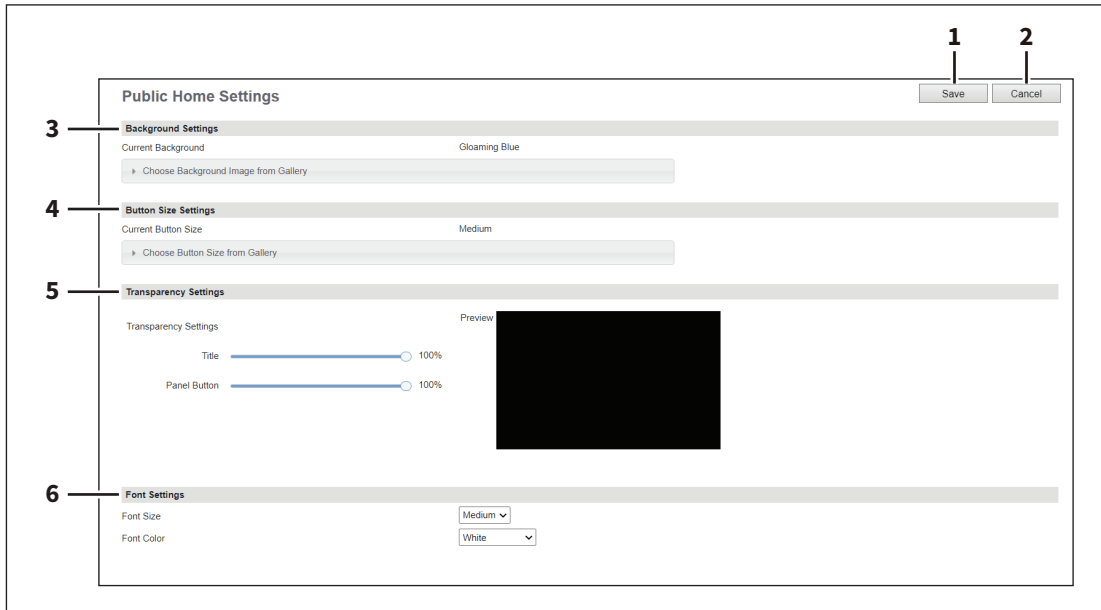 1 2
Public Home Settings Save Cancel
3 Background Settings
Current Background Gloaming Blue
Choose Background Image from Gallery
4 Button Size Settings
Current Button Size Medium
Choose Button Size from Gallery
5 Transparency Settings
Transparency Settings Preview
Title 100%
Panel Button 100%
6 Font Settings
Font Size Medium
Font Color White